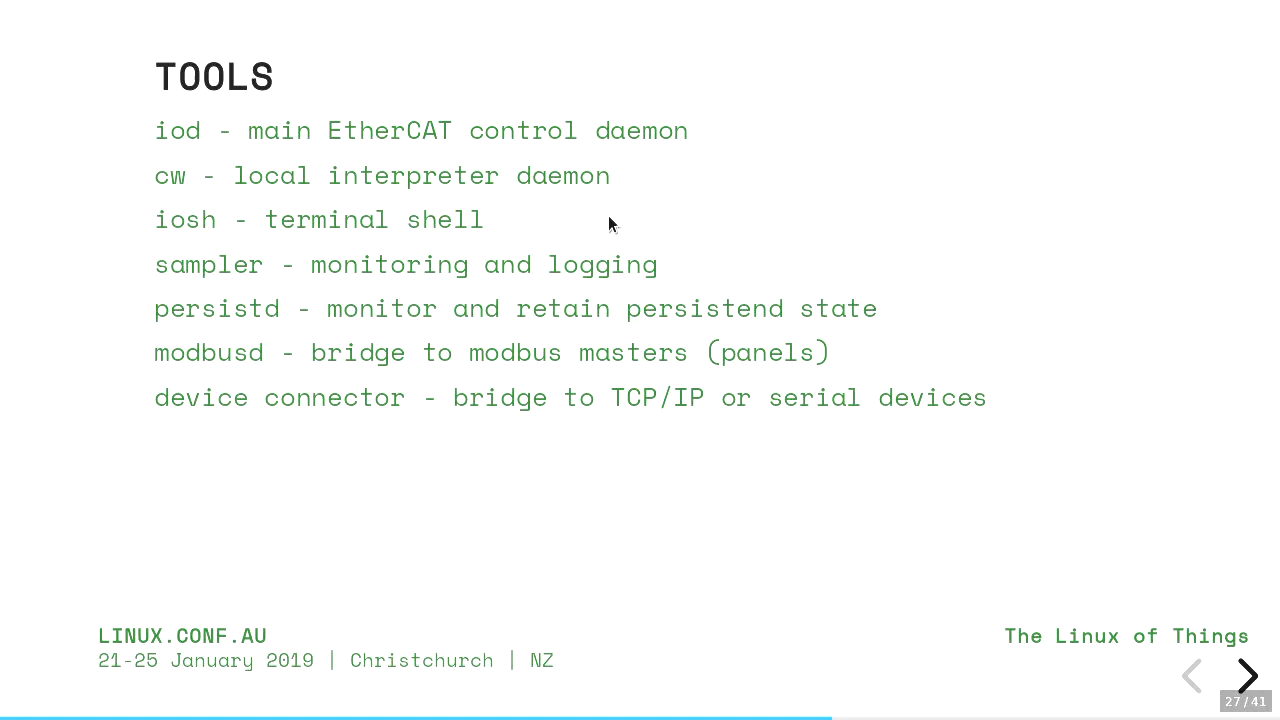 TOOLS
iod - main EtherCAT control daemon
cw - local interpreter daemon
iosh - terminal shell
sampler - monitoring and logging
persistd - monitor and retain persistend state
modbusd - bridge to modbus masters (panels)
device connector - bridge to TCP/IP or serial devices
LINUX.CONF.AU
21-25 January 2019 | Christchurch | NZ
The Linux of Things
27/41